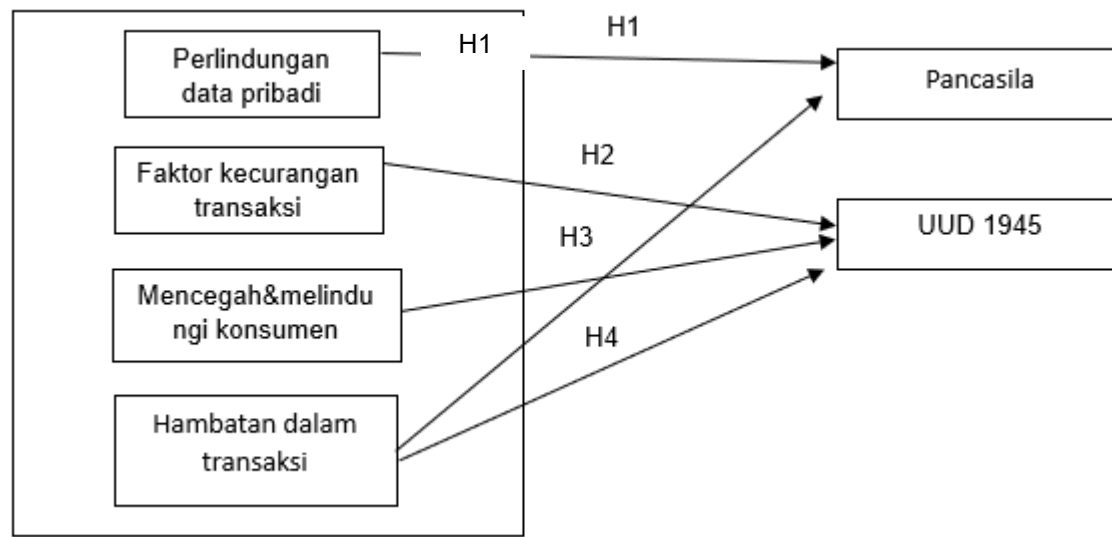 Perlindungan
data pribadi
H1
H1
Pancasila
Faktor kecurangan
transaksi
H2
UUD 1945
H3
Mencegah&melindu
ngi konsumen
H4
Hambatan dalam
transaksi